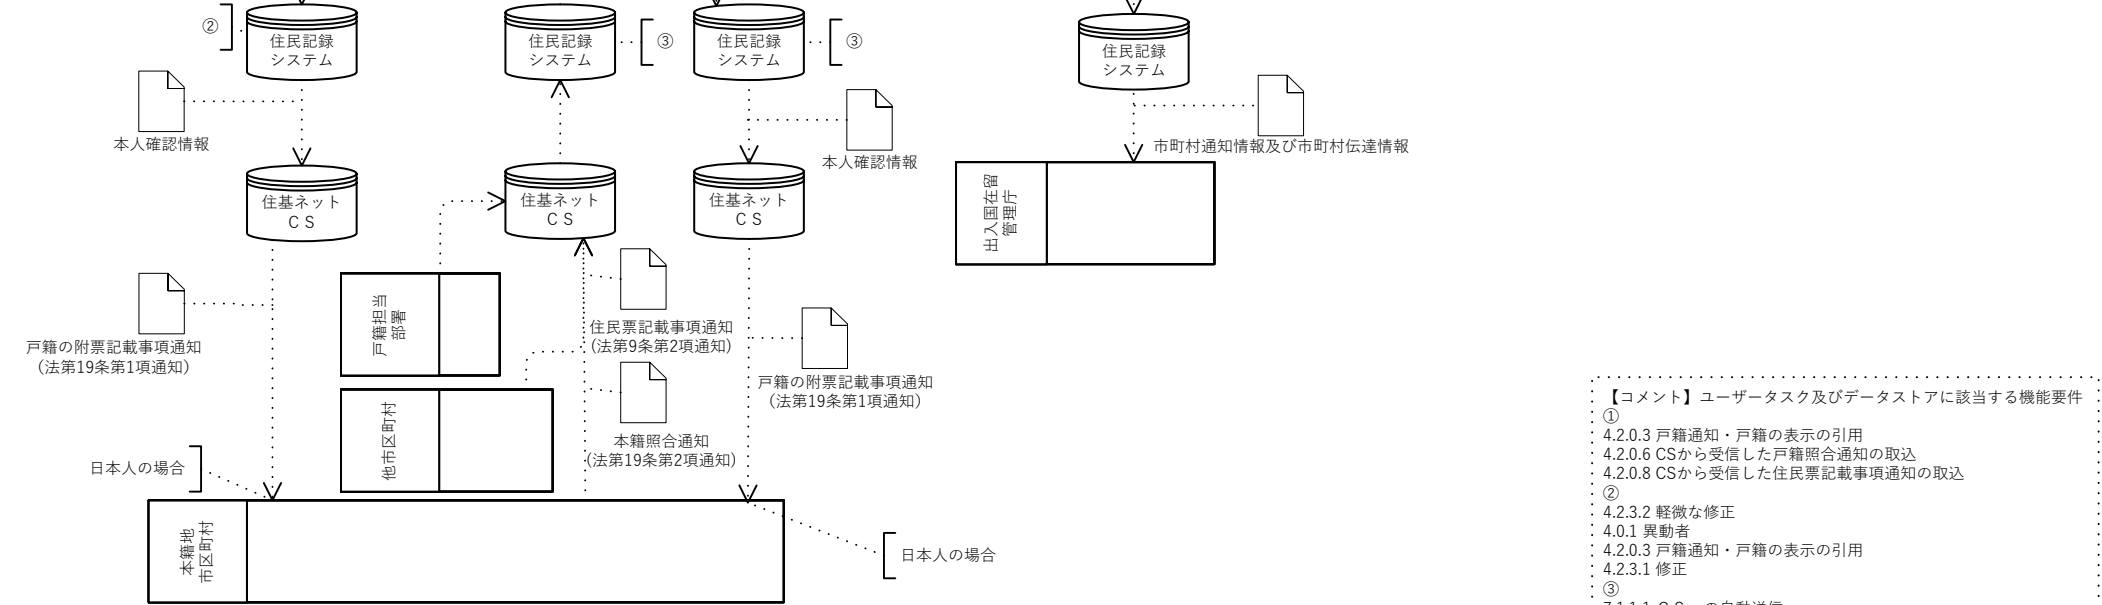 ②
住民記録
システム
住民記録
システム
③
住民記録
システム
③
住民記録
システム
本人確認情報
本人確認情報
市町村通知情報及び市町村伝達情報
住基ネット
ＣＳ
住基ネット
ＣＳ
住基ネット
ＣＳ
出入国在留
管理庁
戸籍担当
部署
戸籍の附票記載事項通知
（法第19条第1項通知）
住民票記載事項通知
(法第9条第2項通知)
戸籍の附票記載事項通知
（法第19条第1項通知）
他市区町村
本籍照合通知
(法第19条第2項通知)
日本人の場合
本籍地
市区町村
日本人の場合
【コメント】ユーザータスク及びデータストアに該当する機能要件
①
4.2.0.3 戸籍通知・戸籍の表示の引用
4.2.0.6 CSから受信した戸籍照合通知の取込
4.2.0.8 CSから受信した住民票記載事項通知の取込
②
4.2.3.2 軽微な修正
4.0.1 異動者
4.2.0.3 戸籍通知・戸籍の表示の引用
4.2.3.1 修正
③